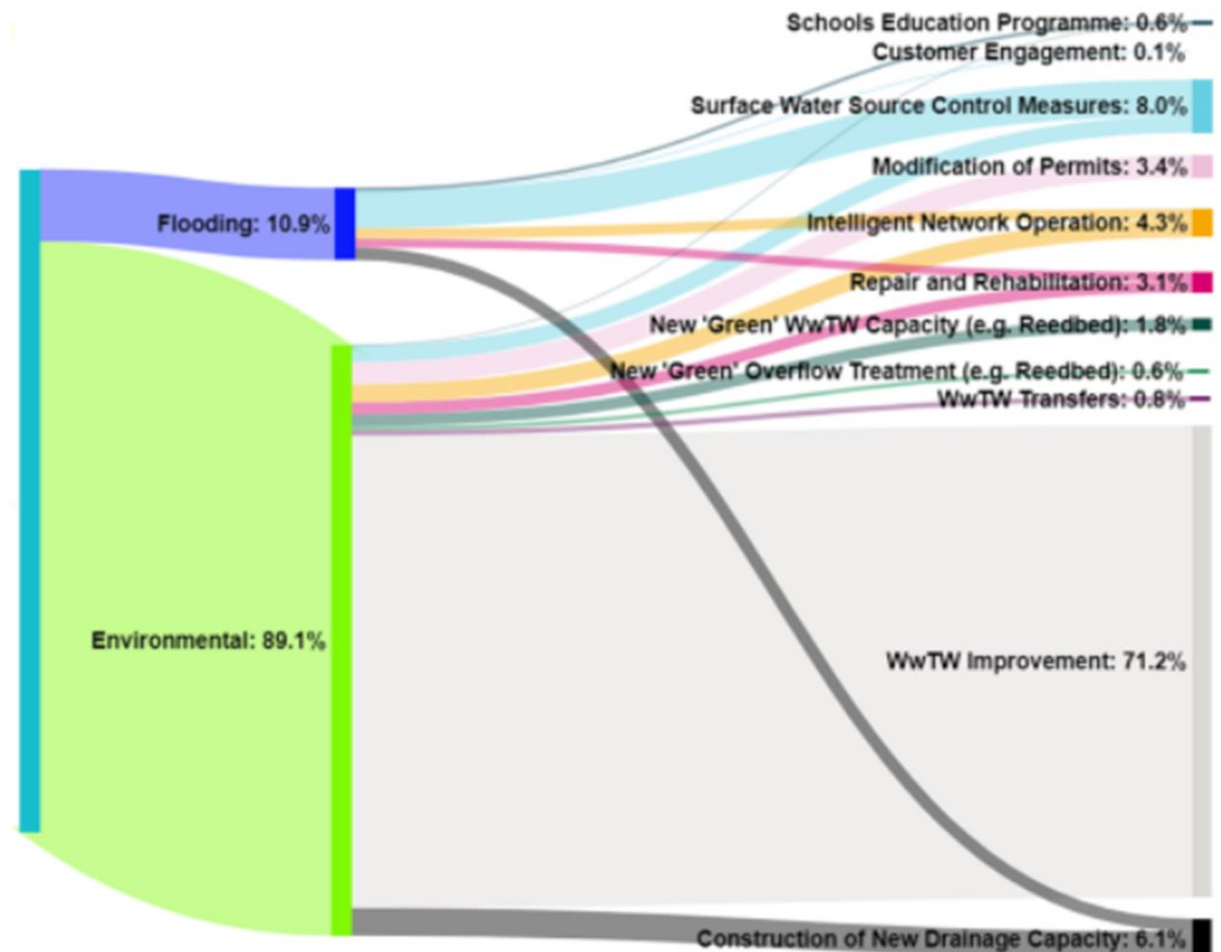 Schools Education Programme: 0.6%
Customer Engagement: 0.1%
Surface Water Source Control Measures: 8.0%
Modification of Permits: 3.4%
Flooding: 10.9%
Intelligent Network Operation: 4.3%
Repair and Rehabilitation: 3.1%
New 'Green' WwTW Capacity (e.g. Reedbed): 1.8%
New 'Green' Overflow Treatment (e.g. Reedbed): 0.6%
WwTW Transfers: 0.8%
Environmental: 89.1%
WwTW Improvement: 71.2%
Construction of New Drainage Capacity: 6.1%